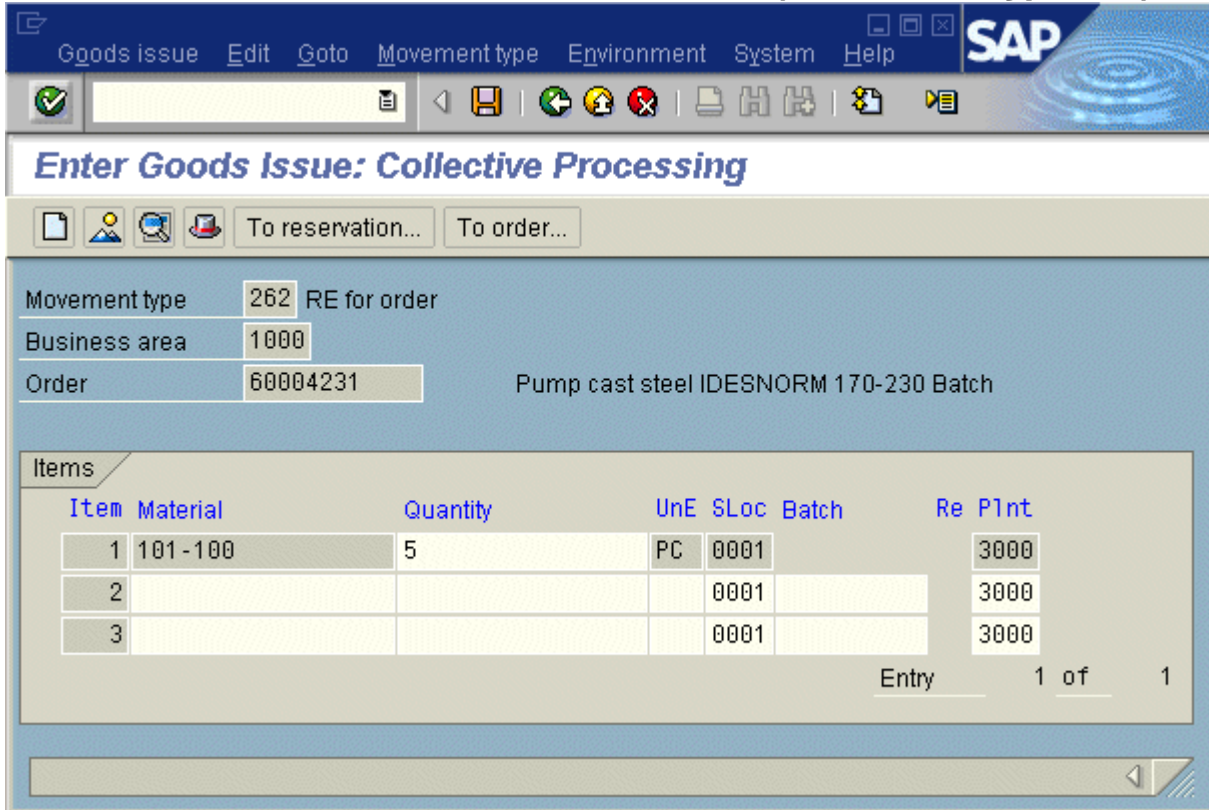 Goods issue Edit Goto Movement type Environment System Help SAP
Enter Goods Issue: Collective Processing
To reservation... To order...
Movement type 262 RE for order
Business area 1000
Order 60004231 Pump cast steel IDESNORM 170-230 Batch
Items
Item Material Quantity UnE SLoc Batch Re Plnt
1 101-100 5 PC 0001 3000
2 0001 3000
3 0001 3000
Entry 1 of 1